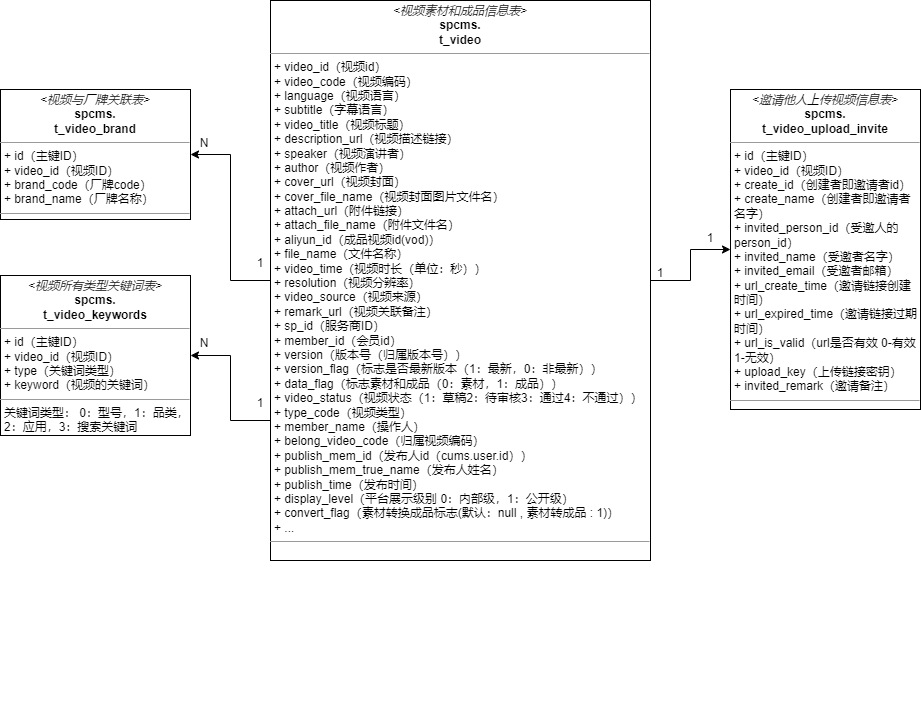 <视频素材和成品信息表>
spcms.
t_video
+ video_id（视频id）
+ video_code（视频编码）
+ language（视频语言）
+ subtitle（字幕语言）
+ video_title（视频标题）
+ description_url（视频描述链接）
+ speaker（视频演讲者）
+ author（视频作者）
+ cover_url（视频封面）
+ cover_file_name（视频封面图片文件名）
+ attach_url（附件链接）
+ attach_file_name（附件文件名）
+ aliyun_id（成品视频id(vod)）
+ file_name（文件名称）
+ video_time（视频时长（单位：秒））
+ resolution（视频分辨率）
+ video_source（视频来源）
+ remark_url（视频关联备注）
+ sp_id（服务商ID）
+ member_id（会员id）
+ version（版本号（归属版本号））
+ version_flag（标志是否最新版本（1：最新，0：非最新））
+ data_flag（标志素材和成品（0：素材，1：成品））
+ video_status（视频状态（1：草稿2：待审核3：通过4：不通过））
+ type_code（视频类型）
+ member_name（操作人）
+ belong_video_code（归属视频编码）
+ publish_mem_id（发布人id（cums.user.id））
+ publish_mem_true_name（发布人姓名）
+ publish_time（发布时间）
+ display_level（平台展示级别 0：内部级，1：公开级）
+ convert_flag（素材转换成品标志(默认：null , 素材转成品 : 1)）
+ ...
<视频与厂牌关联表>
spcms.
t_video_brand
+ id（主键ID）
+ video_id（视频ID）
+ brand_code（厂牌code）
+ brand_name（厂牌名称）
N
1
<视频所有类型关键词表>
spcms.
t_video_keywords
+ id（主键ID）
+ video_id（视频ID）
+ type（关键词类型）
+ keyword（视频的关键词）
关键词类型： 0：型号，1：品类，
2：应用，3：搜索关键词
N
1
<邀请他人上传视频信息表>
spcms.
t_video_upload_invite
+ id（主键ID）
+ video_id（视频ID）
+ create_id（创建者即邀请者id）
+ create_name（创建者即邀请者
名字）
+ invited_person_id（受邀人的
person_id）
+ invited_name（受邀者名字）
+ invited_email（受邀者邮箱）
+ url_create_time（邀请链接创建
时间）
+ url_expired_time（邀请链接过期
时间）
+ url_is_valid（url是否有效 0-有效
1-无效）
+ upload_key（上传链接密钥）
+ invited_remark（邀请备注）
1
1